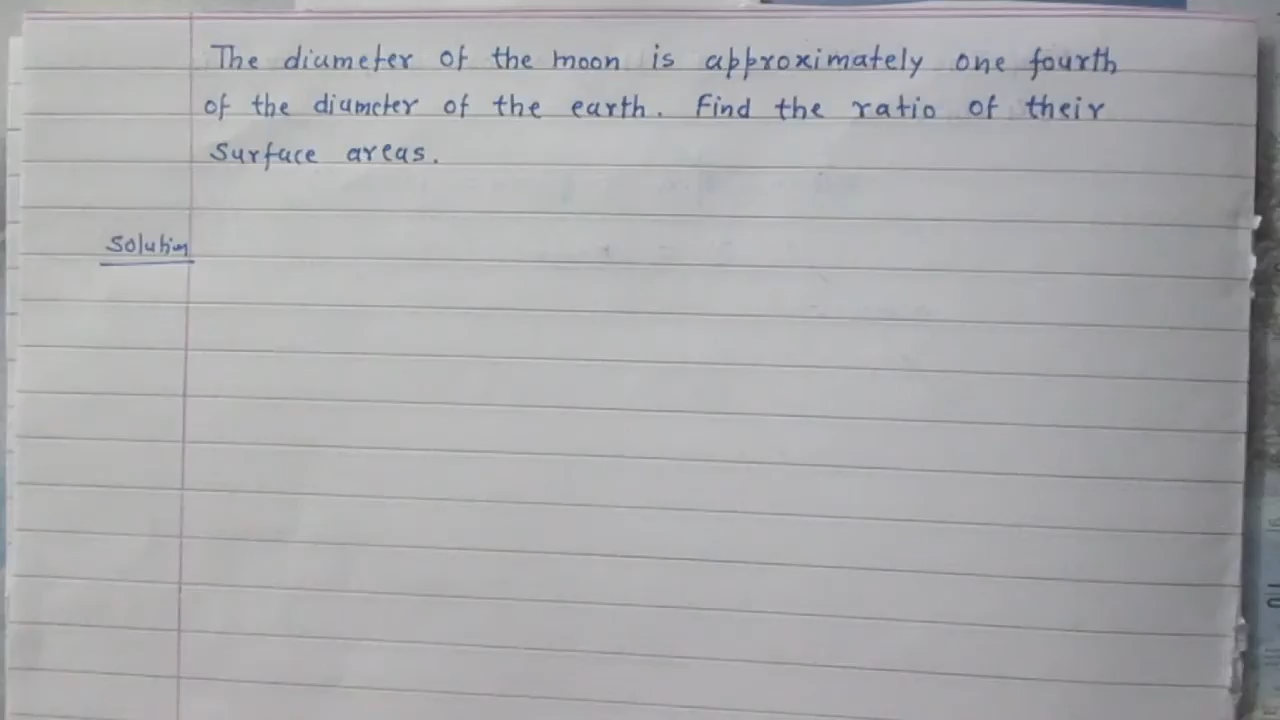 The diameter of the moon is approximately one fourth
of the diameter of the earth. Find the ratio of their
Surface areas.
Solution